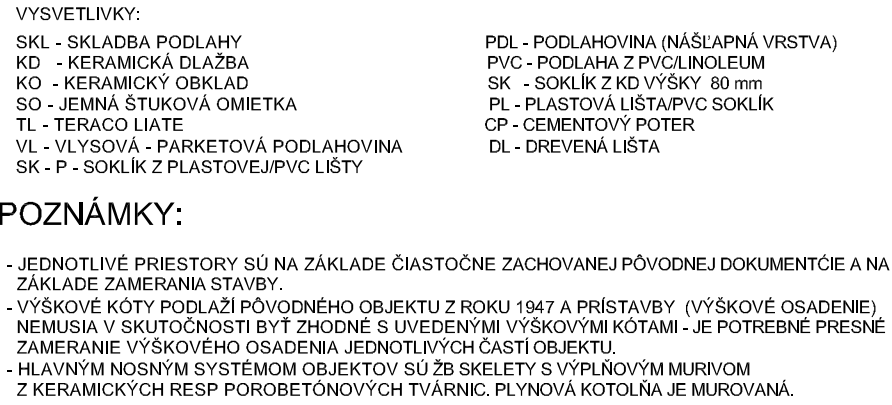 VYSVETLIVKY:
SKL - SKLADBA PODLAHY
KD - KERAMICKÁ DLAŽBA
KO - KERAMICKÝ OBKLAD
SO - JEMNÁ ŠTUKOVÁ OMIETKA
TL - TERACO LIATE
VL - VLYSOVÁ - PARKETOVÁ PODLAHOVINA
SK - P - SOKLÍK Z PLASTOVEJ/PVC LIŠTY
PDL - PODLAHOVINA (NÁŠĽAPNÁ VRSTVA)
PVC - PODLAHA Z PVC/LINOLEUM
SK - SOKLÍK Z KD VÝŠKY 80 mm
PL - PLASTOVÁ LIŠTA/PVC SOKLÍK
CP - CEMENTOVÝ POTER
DL - DREVENÁ LIŠTA
POZNÁMKY:
- JEDNOTLIVÉ PRIESTORY SÚ NA ZÁKLADE ČIASTOČNE ZACHOVANEJ PÔVODNEJ DOKUMENTĆIE A NA
ZÁKLADE ZAMERANIA STAVBY.
- VÝŠKOVÉ KÓTY PODLAŽÍ PÔVODNÉHO OBJEKTU Z ROKU 1947 A PRÍSTAVBY (VÝŠKOVÉ OSADENIE)
NEMUSIA V SKUTOČNOSTI BYŤ ZHODNÉ S UVEDENÝMI VÝŠKOVÝMI KÓTAMI - JE POTREBNÉ PRESNÉ
ZAMERANIE VÝŠKOVÉHO OSADENIA JEDNOTLIVÝCH ČASTÍ OBJEKTU.
- HLAVNÝM NOSNÝM SYSTÉMOM OBJEKTOV SÚ ŽB SKELETY S VÝPLŇOVÝM MURIVOM
Z KERAMICKÝCH RESP POROBETÓNOVÝCH TVÁRNIC. PLYNOVÁ KOTOLŇA JE MUROVANÁ.